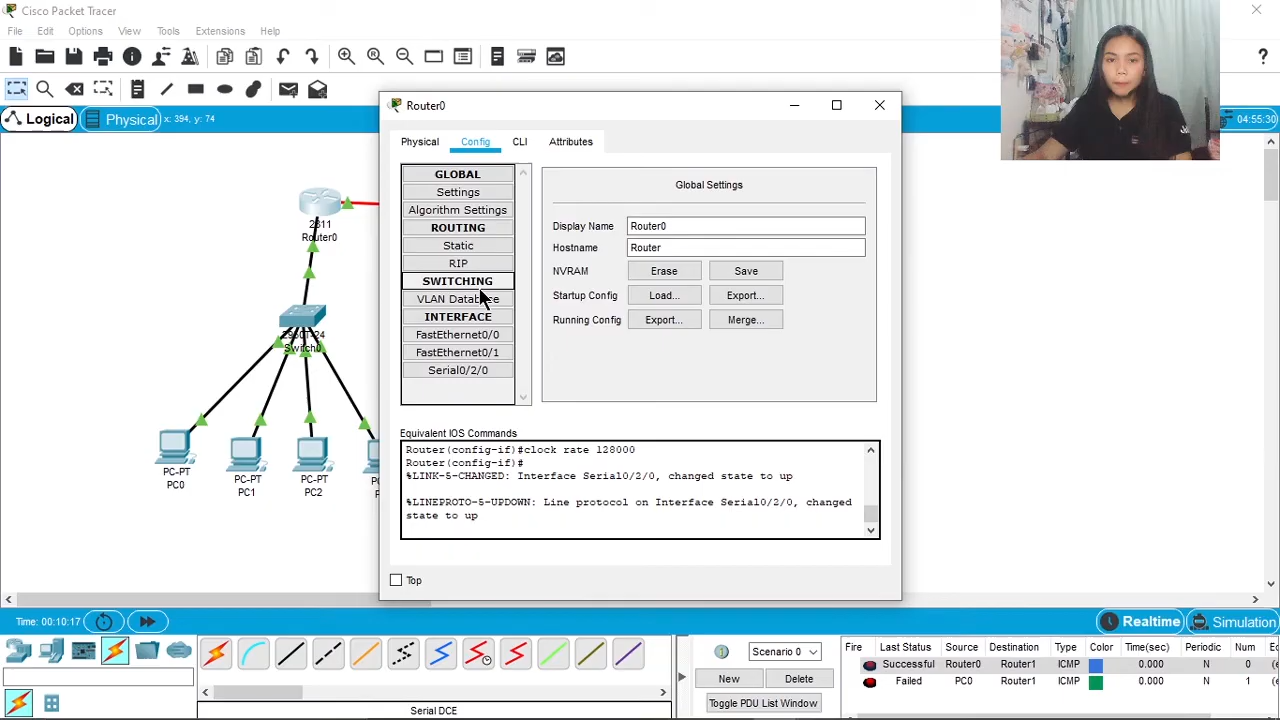 Cisco Packet Tracer
File Edit View Options Tools Extensions Help
Logical Physical x: 394, y: 74
04:55:30
Router0
Physical Config CLI Attributes
GLOBAL
Settings
Algorithm Settings
ROUTING
Static
RIP
SWITCHING
VLAN Database
INTERFACE
FastEthernet0/0
FastEthernet0/1
Serial0/2/0
Global Settings
Display Name Router0
Hostname Router
NVRAM Erase Save
Startup Config Load... Export...
Running Config Export... Merge...
Equivalent IOS Commands
Router(config-if)#clock rate 128000
Router(config-if)#
%LINK-5-CHANGED: Interface Serial0/2/0, changed state to up
%LINEPROTO-5-UPDOWN: Line protocol on Interface Serial0/2/0, changed
state to up
Top
2811
Router0
2950T-24
Switch0
PC-PT
PC0
PC-PT
PC1
PC-PT
PC2
Time: 00:10:17
Realtime Simulation
Serial DCE
Scenario 0
New Delete
Toggle PDU List Window
Fire Last Status Source Destination Type Color Time(sec) Periodic Num
Successful Router0 Router1 ICMP 0.000 N 0
Failed PC0 Router1 ICMP 0.000 N 1